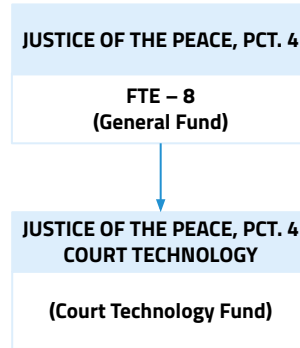 JUSTICE OF THE PEACE, PCT. 4
FTE – 8
(General Fund)
JUSTICE OF THE PEACE, PCT. 4
COURT TECHNOLOGY
(Court Technology Fund)